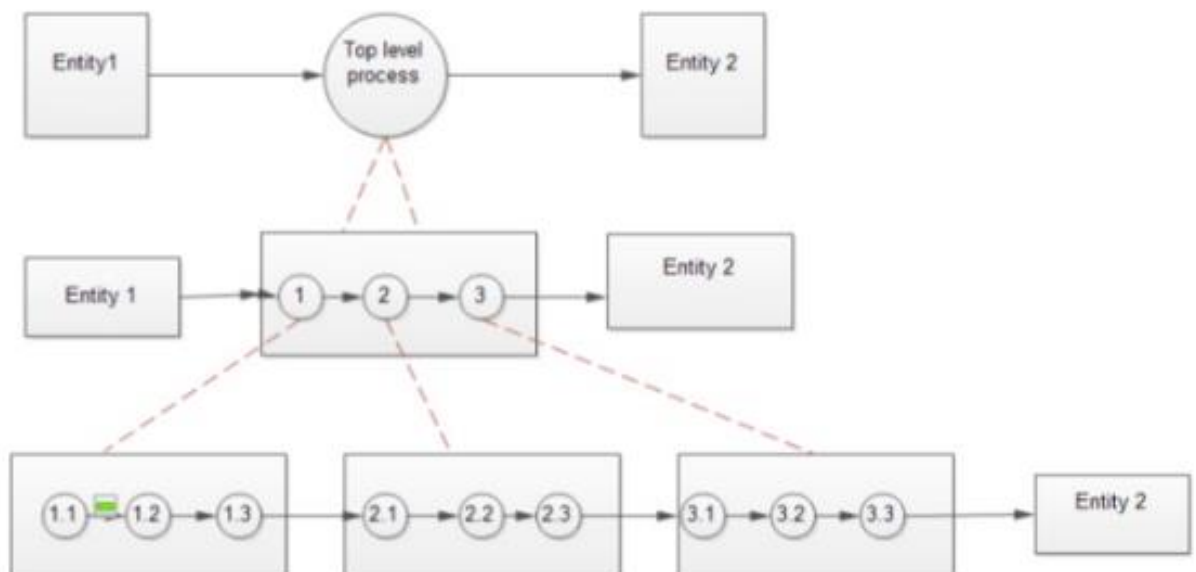 Entity1
Top level
process
Entity 2
Entity 1
1
2
3
Entity 2
1.1
1.2
1.3
2.1
2.2
2.3
3.1
3.2
3.3
Entity 2